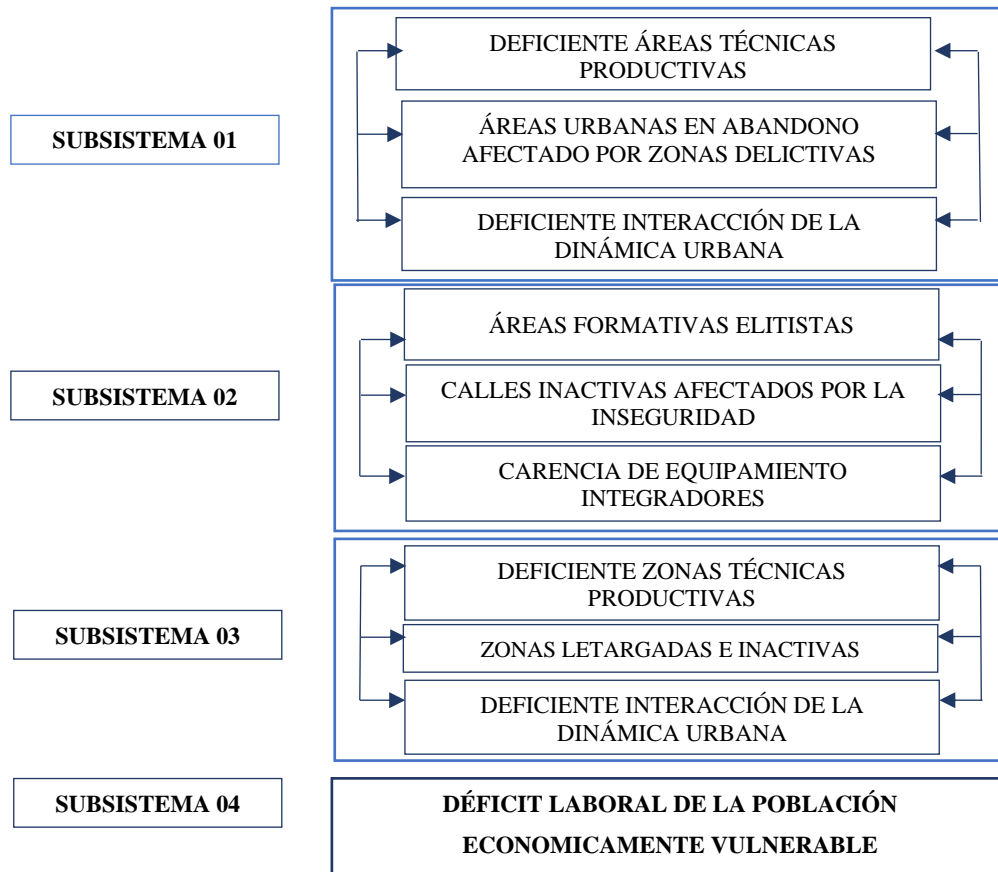 DEFICIENTE ÁREAS TÉCNICAS
PRODUCTIVAS
SUBSISTEMA 01
ÁREAS URBANAS EN ABANDONO
AFECTADO POR ZONAS DELICTIVAS
DEFICIENTE INTERACCIÓN DE LA
DINÁMICA URBANA
ÁREAS FORMATIVAS ELITISTAS
SUBSISTEMA 02
CALLES INACTIVAS AFECTADOS POR LA
INSEGURIDAD
CARENCIA DE EQUIPAMIENTO
INTEGRADORES
DEFICIENTE ZONAS TÉCNICAS
PRODUCTIVAS
SUBSISTEMA 03
ZONAS LETARGADAS E INACTIVAS
DEFICIENTE INTERACCIÓN DE LA
DINÁMICA URBANA
SUBSISTEMA 04
DÉFICIT LABORAL DE LA POBLACIÓN
ECONOMICAMENTE VULNERABLE